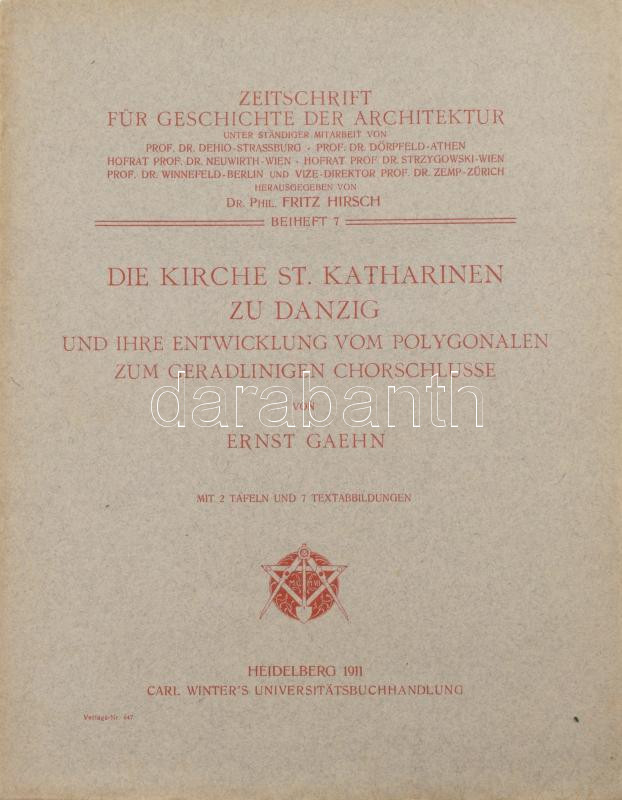 ZEITSCHRIFT
FÜR GESCHICHTE DER ARCHITEKTUR
UNTER STÄNDIGER MITARBEIT VON
PROF. DR. DEHIO-STRASSBURG · PROF. DR. DÖRPFELD-ATHEN
HOFRAT PROF. DR. NEUWIRTH-WIEN · HOFRAT PROF. DR. STRZYGOWSKI-WIEN
PROF. DR. WINNEFELD-BERLIN UND VIZE-DIREKTOR PROF. DR. ZEMP-ZÜRICH
HERAUSGEGEBEN VON
DR. PHIL. FRITZ HIRSCH
BEIHEFT 7
DIE KIRCHE ST. KATHARINEN
ZU DANZIG
UND IHRE ENTWICKLUNG VOM POLYGONALEN
ZUM GERADLINIGEN CHORSCHLUSSE
darabanth
VON
ERNST GAEHN
MIT 2 TAFELN UND 7 TEXTABBILDUNGEN
HEIDELBERG 1911
CARL WINTER'S UNIVERSITÄTSBUCHHANDLUNG
Verlags-Nr. 447